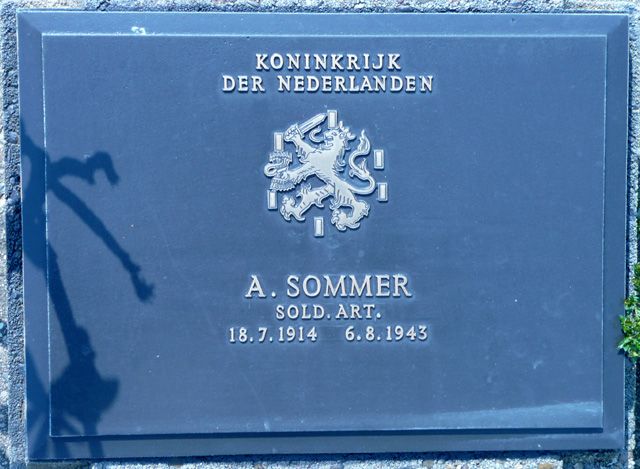 KONINKRIJK
DER NEDERLANDEN
A. SOMMER
SOLD. ART.
18.7.1914 6.8.1943